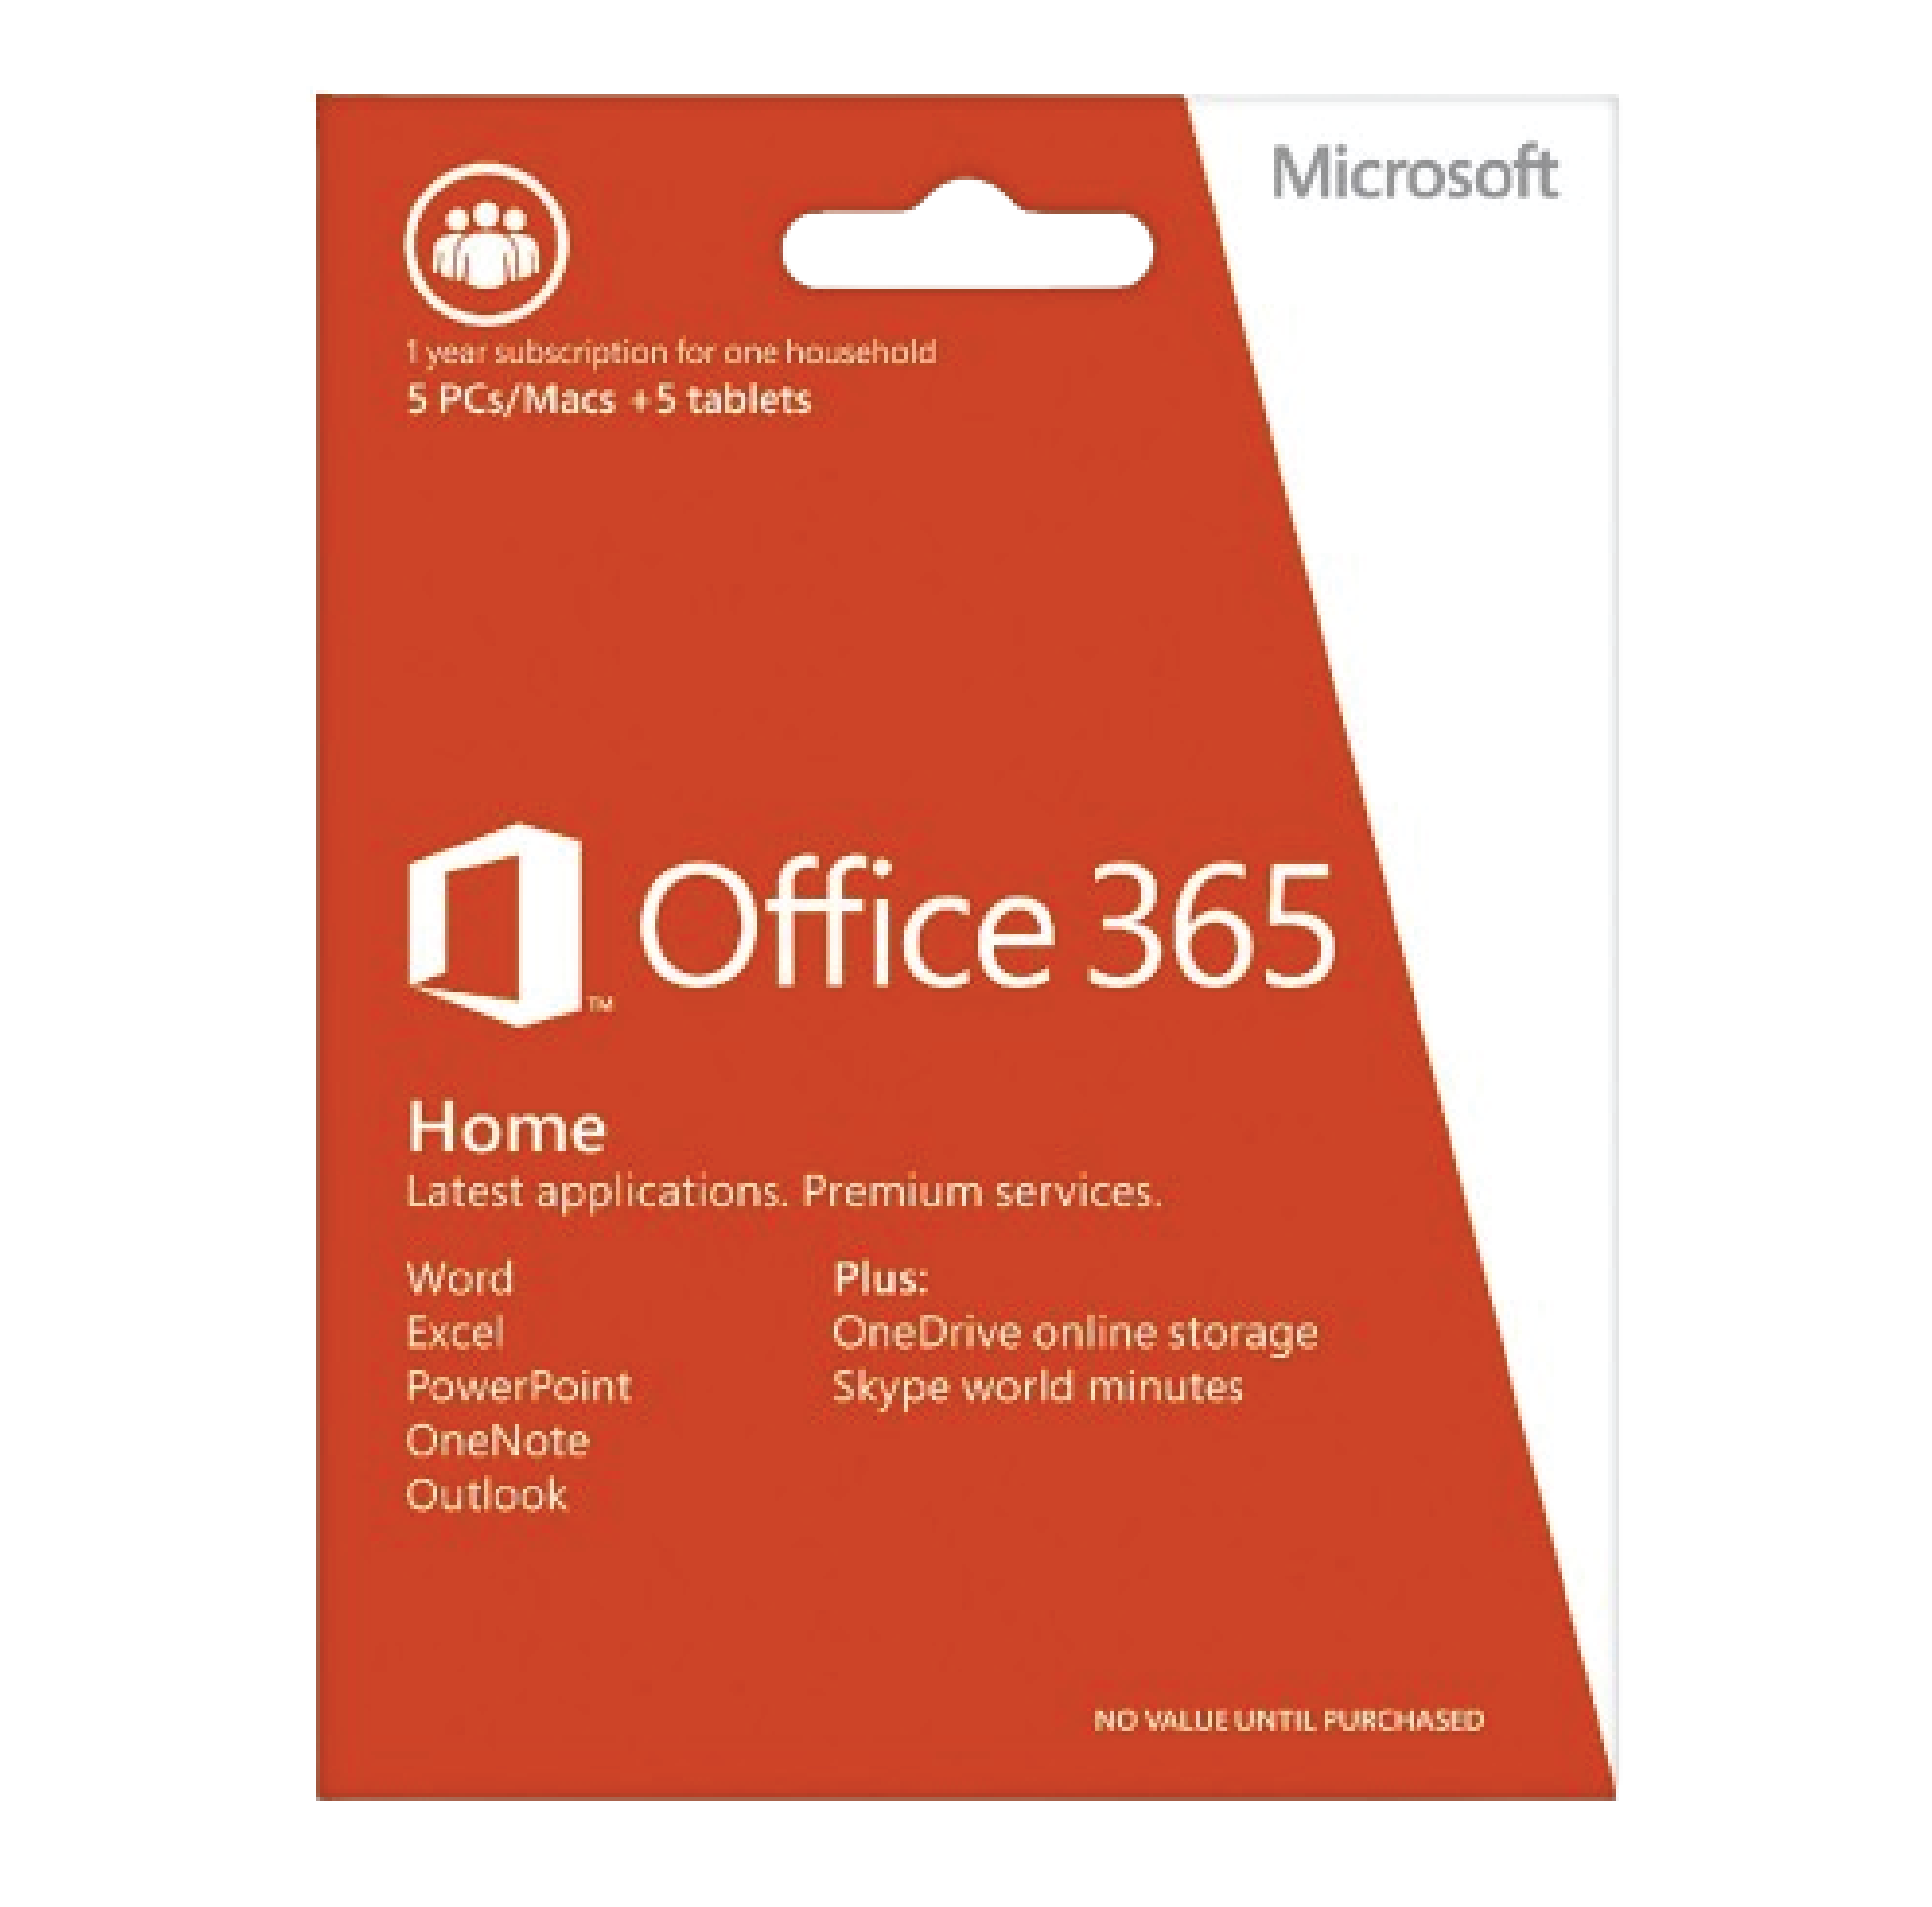 Microsoft
1 year subscription for one household
5 PCs/Macs + 5 tablets
Office 365
TM
Home
Latest applications. Premium services.
Word
Excel
PowerPoint
OneNote
Outlook
Plus:
OneDrive online storage
Skype world minutes
NO VALUE UNTIL PURCHASED